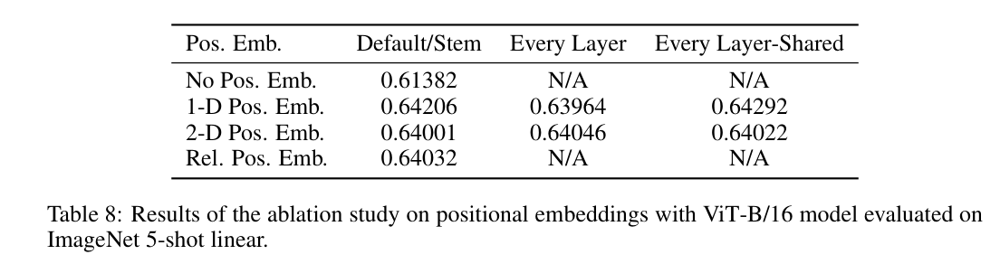 Pos. Emb. Default/Stem Every Layer Every Layer-Shared
No Pos. Emb. 0.61382 N/A N/A
1-D Pos. Emb. 0.64206 0.63964 0.64292
2-D Pos. Emb. 0.64001 0.64046 0.64022
Rel. Pos. Emb. 0.64032 N/A N/A
Table 8: Results of the ablation study on positional embeddings with ViT-B/16 model evaluated on
ImageNet 5-shot linear.